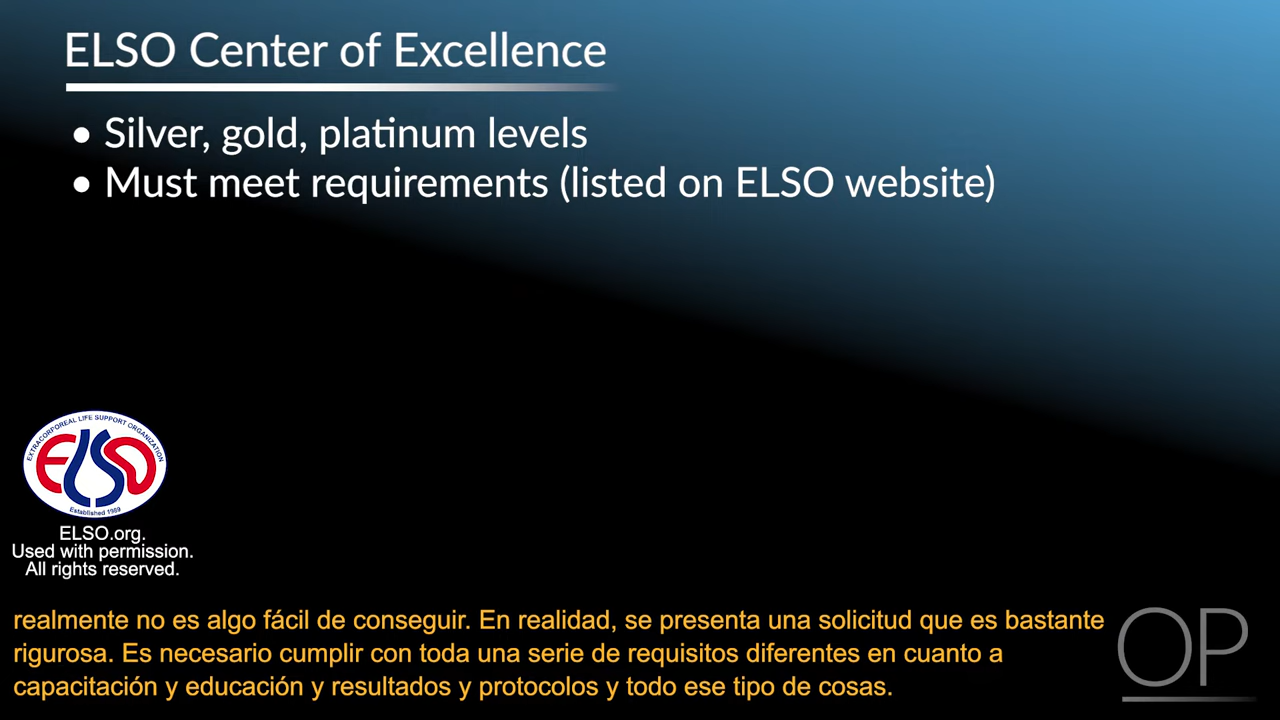 ELSO Center of Excellence
• Silver, gold, platinum levels
• Must meet requirements (listed on ELSO website)
EXTRACORPOREAL LIFE SUPPORT ORGANIZATION
ELSO
Established 1989
ELSO.org.
Used with permission.
All rights reserved.
realmente no es algo fácil de conseguir. En realidad, se presenta una solicitud que es bastante
rigurosa. Es necesario cumplir con toda una serie de requisitos diferentes en cuanto a
capacitación y educación y resultados y protocolos y todo ese tipo de cosas.
OP